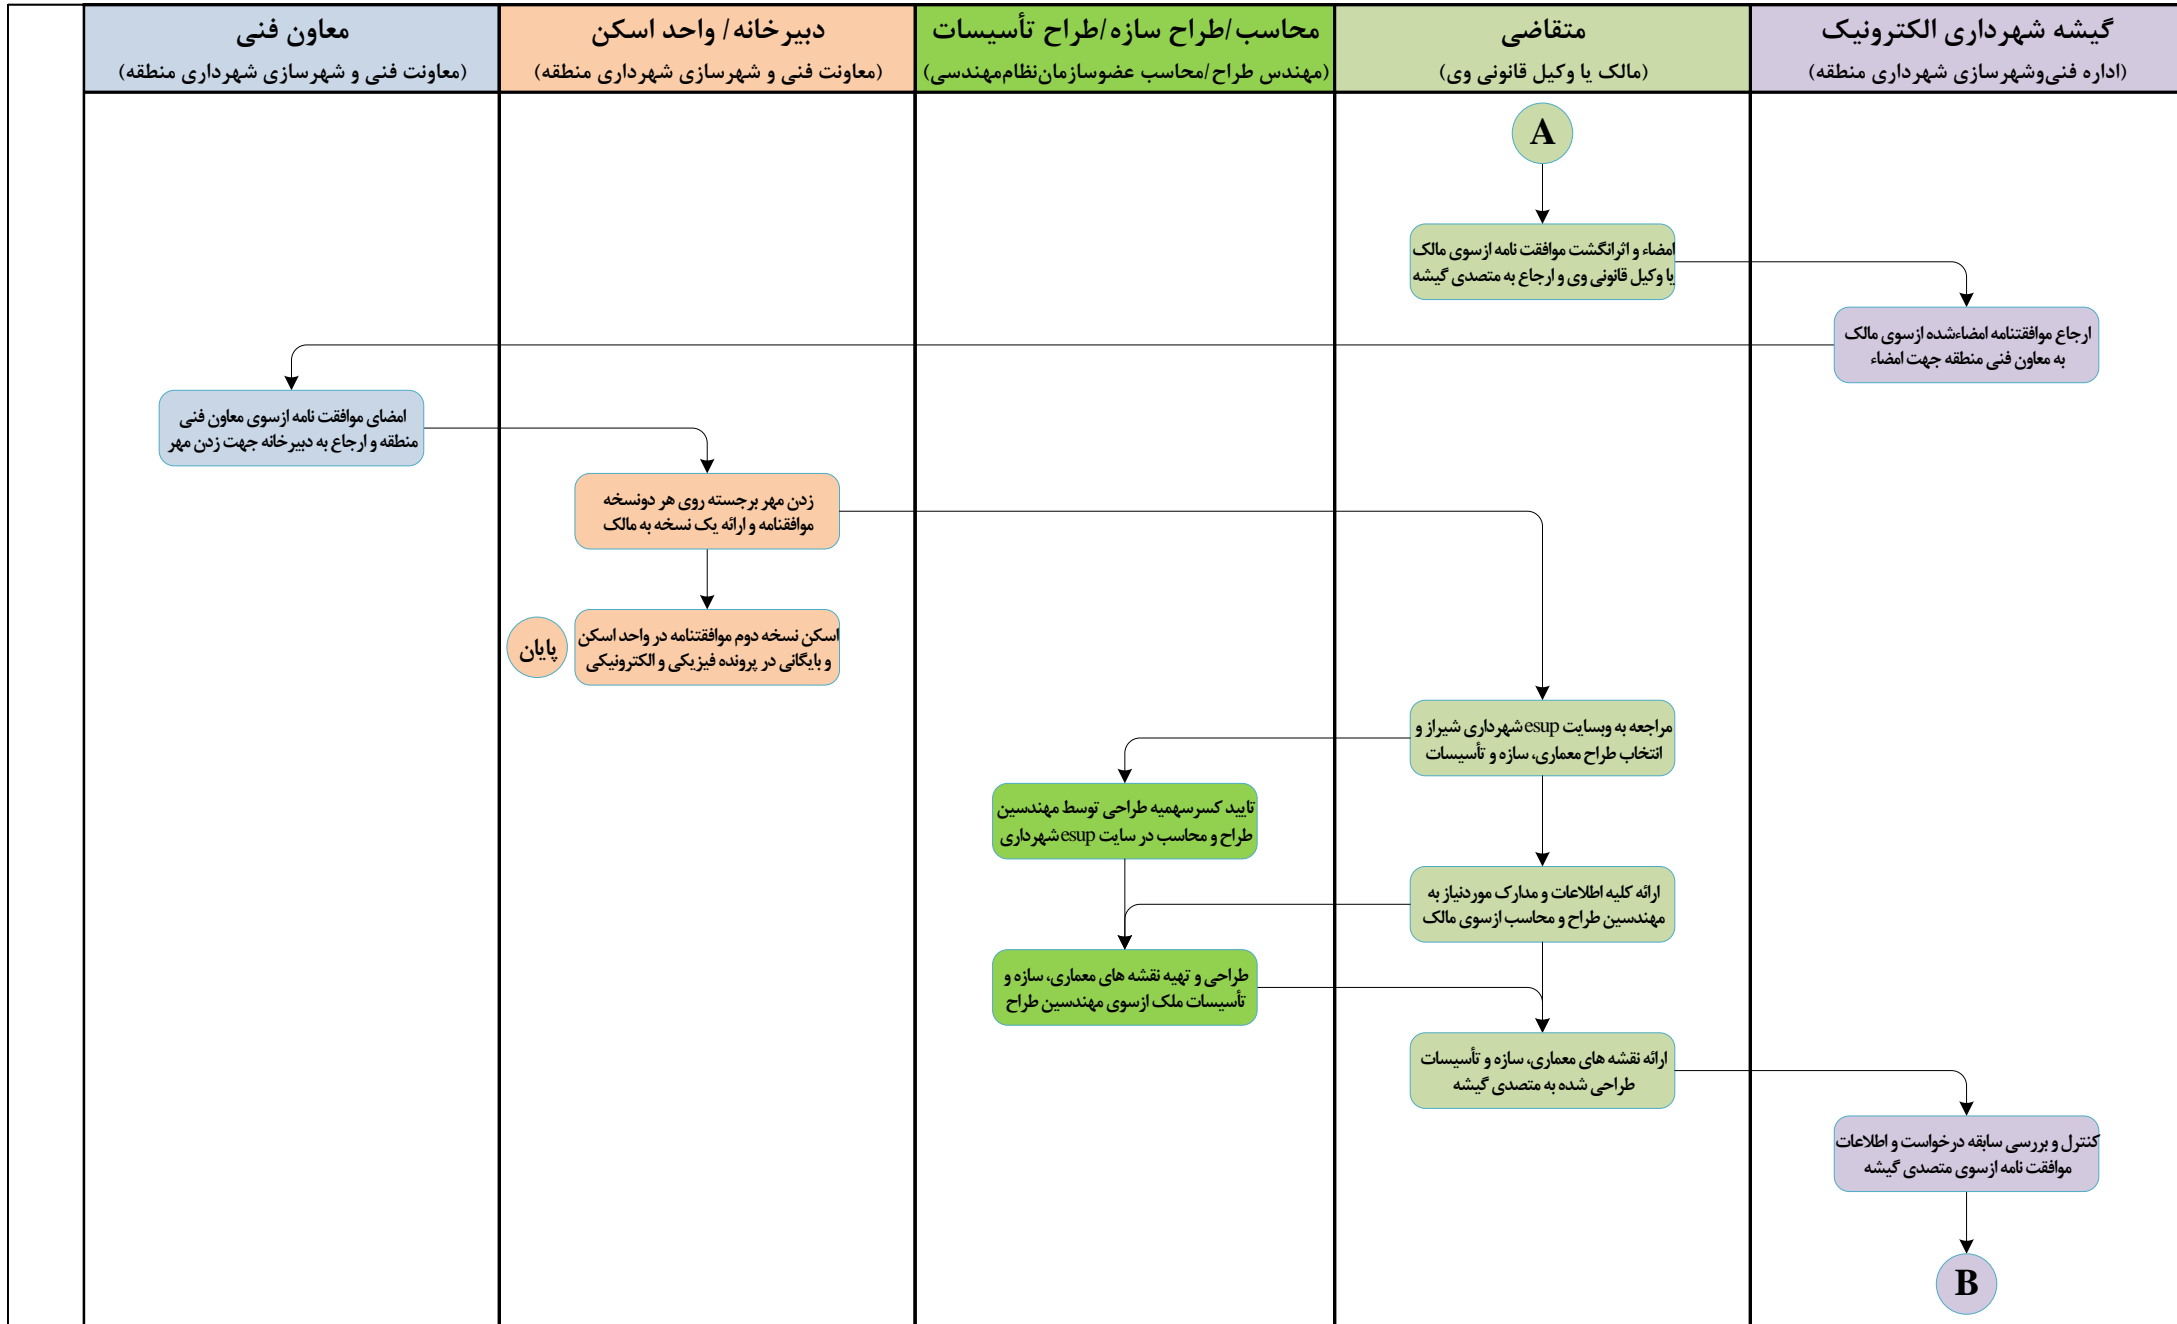 گیشه شهرداری الکترونیک
(اداره فنی‌وشهرسازی شهرداری منطقه)
متقاضی
(مالک یا وکیل قانونی وی)
محاسب/طراح سازه/طراح تأسیسات
(مهندس طراح/محاسب عضوسازمان‌نظام‌مهندسی)
دبیرخانه/ واحد اسکن
(معاونت فنی و شهرسازی شهرداری منطقه)
معاون فنی
(معاونت فنی و شهرسازی شهرداری منطقه)
A
امضاء و اثرانگشت موافقت نامه ازسوی مالک
یا وکیل قانونی وی و ارجاع به متصدی گیشه
ارجاع موافقتنامه امضاءشده ازسوی مالک
به معاون فنی منطقه جهت امضاء
امضای موافقت نامه ازسوی معاون فنی
منطقه و ارجاع به دبیرخانه جهت زدن مهر
زدن مهر برجسته روی هر دونسخه
موافقنامه و ارائه یک نسخه به مالک
اسکن نسخه دوم موافقتنامه در واحد اسکن
و بایگانی در پرونده فیزیکی و الکترونیکی
پایان
مراجعه به وبسایت esup شهرداری شیراز و
انتخاب طراح معماری، سازه و تأسیسات
تایید کسرسهمیه طراحی توسط مهندسین
طراح و محاسب در سایت esup شهرداری
ارائه کلیه اطلاعات و مدارک موردنیاز به
مهندسین طراح و محاسب ازسوی مالک
طراحی و تهیه نقشه های معماری، سازه و
تأسیسات ملک ازسوی مهندسین طراح
ارائه نقشه های معماری، سازه و تأسیسات
طراحی شده به متصدی گیشه
کنترل و بررسی سابقه درخواست و اطلاعات
موافقت نامه ازسوی متصدی گیشه
B